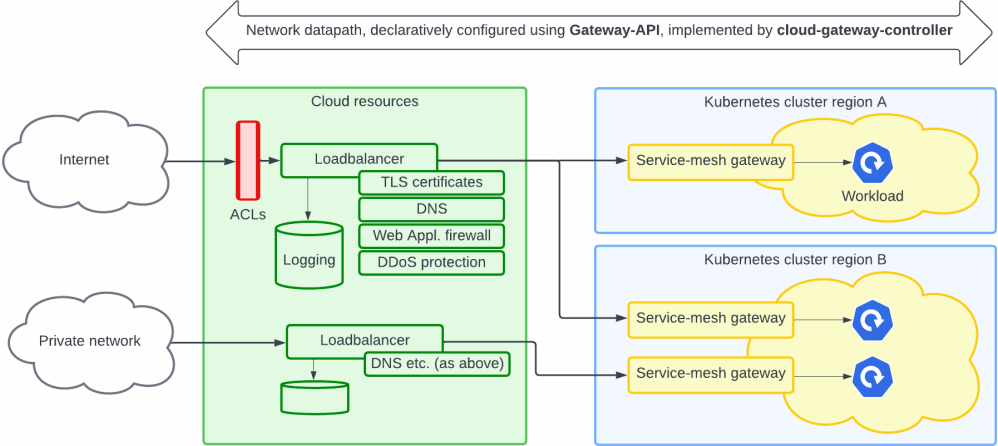 Network datapath, declaratively configured using Gateway-API, implemented by cloud-gateway-controller
Cloud resources
Internet
ACLs
Loadbalancer
TLS certificates
DNS
Web Appl. firewall
DDoS protection
Logging
Private network
Loadbalancer
DNS etc. (as above)
Kubernetes cluster region A
Service-mesh gateway
Workload
Kubernetes cluster region B
Service-mesh gateway
Service-mesh gateway